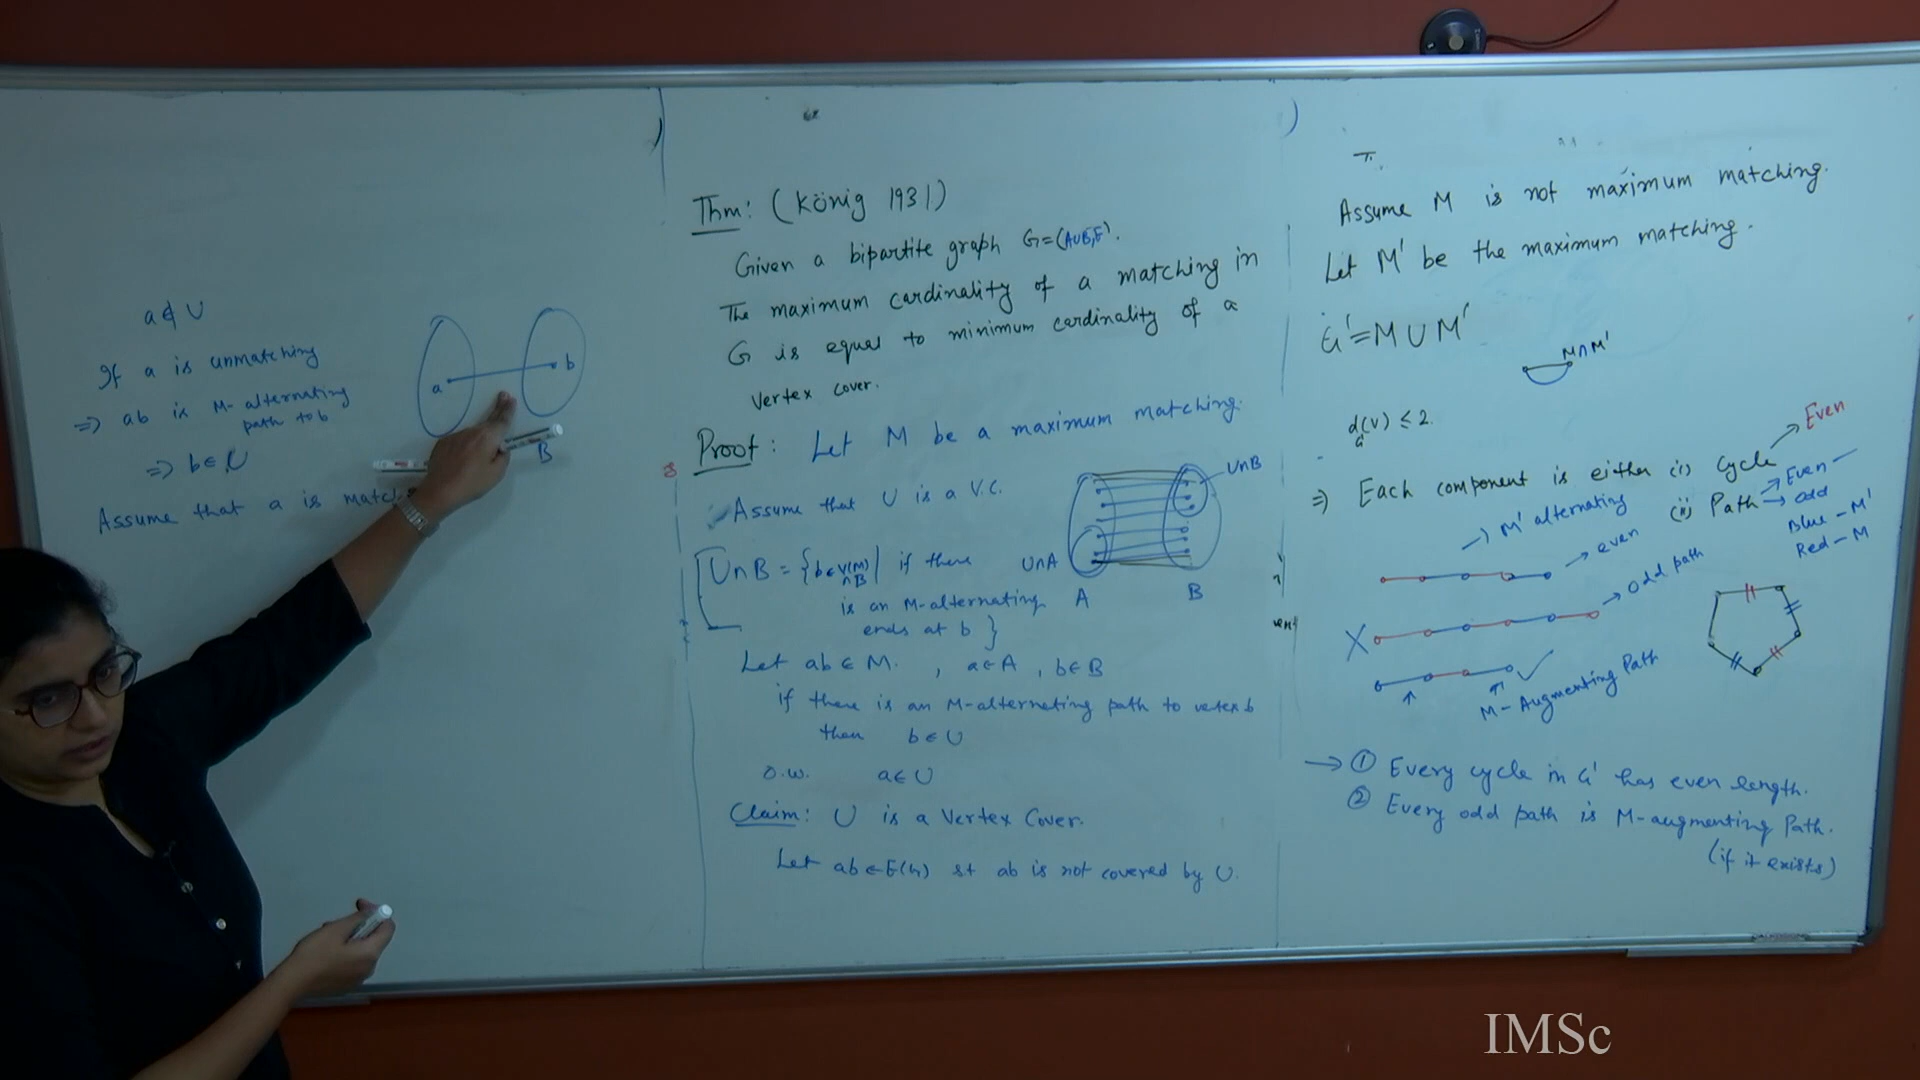 a ∉ U
If a is unmatching
⇒ ab is M-alternating
path to b
⇒ b ∈ U
Assume that a is matc
a
b
B
Thm: (König 1931)
Given a bipartite graph G=(A∪B,E).
The maximum cardinality of a matching in
G is equal to minimum cardinality of a
vertex cover.
Proof: Let M be a maximum matching.
Assume that U is a V.C.
U∩B = {b∈V(M)∩B | if there
is an M-alternating
ends at b }
U∩B
U∩A
A
B
Let ab ∈ M. , a∈A , b∈B
if there is an M-alternating path to vertex b
then b∈U
o.w. a∈U
Claim: U is a Vertex Cover.
Let ab∈E(G) st ab is not covered by U.
Assume M is not maximum matching.
Let M' be the maximum matching.
G'=M∪M'
M∩M'
d(v) ≤ 2.
G'
⇒ Each component is either (i) Cycle → Even
(ii) Path → Even
→ odd
Blue - M'
Red - M
→ M' alternating
→ even
→ odd path
X
M-Augmenting Path
→ ① Every cycle in G' has even length.
② Every odd path is M-augmenting Path.
(if it exists)
IMSc